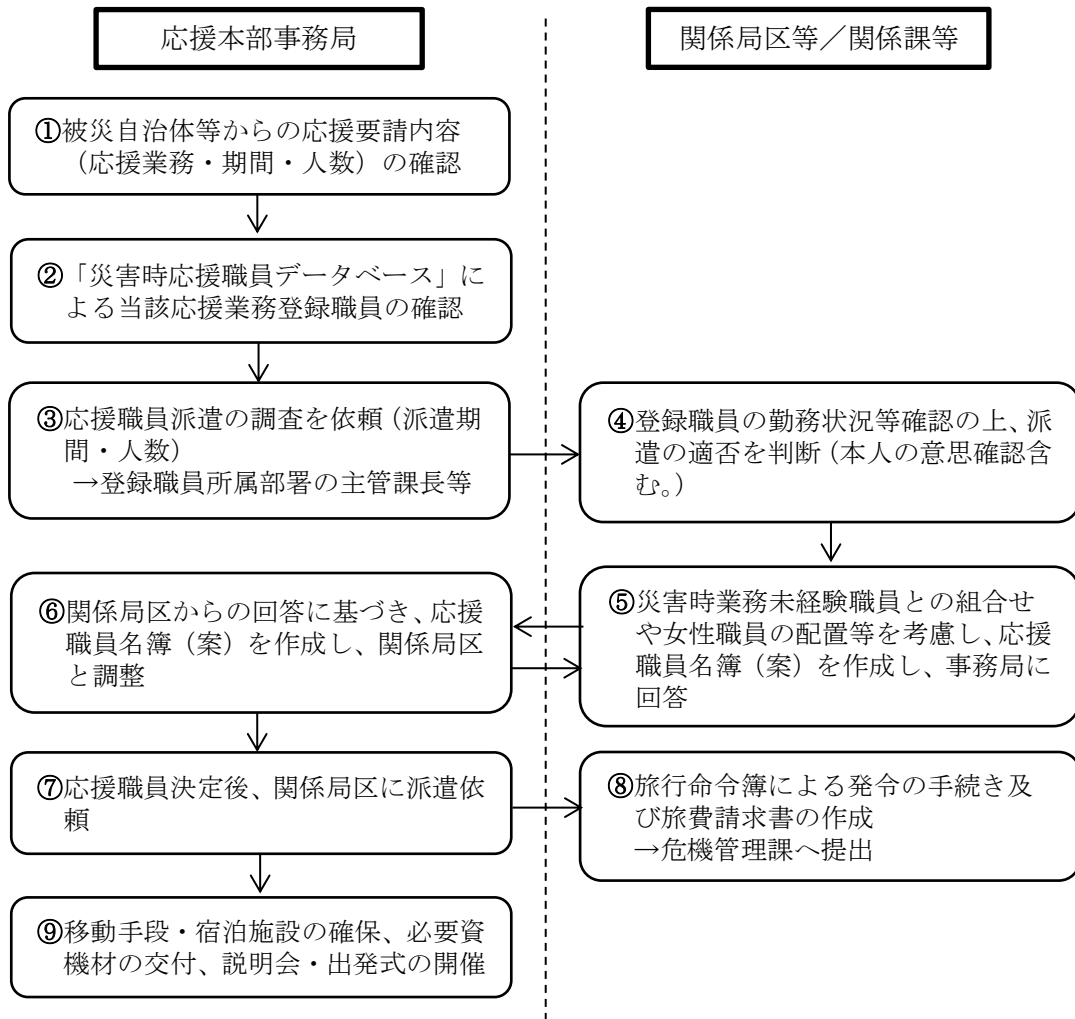 応援本部事務局
関係局区等／関係課等
①被災自治体等からの応援要請内容
（応援業務・期間・人数）の確認
②「災害時応援職員データベース」に
よる当該応援業務登録職員の確認
③応援職員派遣の調査を依頼（派遣期
間・人数）
→登録職員所属部署の主管課長等
④登録職員の勤務状況等確認の上、派
遣の適否を判断（本人の意思確認含
む。）
⑥関係局区からの回答に基づき、応援
職員名簿（案）を作成し、関係局区
と調整
⑤災害時業務未経験職員との組合せ
や女性職員の配置等を考慮し、応援
職員名簿（案）を作成し、事務局に
回答
⑦応援職員決定後、関係局区に派遣依
頼
⑧旅行命令簿による発令の手続き及
び旅費請求書の作成
→危機管理課へ提出
⑨移動手段・宿泊施設の確保、必要資
機材の交付、説明会・出発式の開催